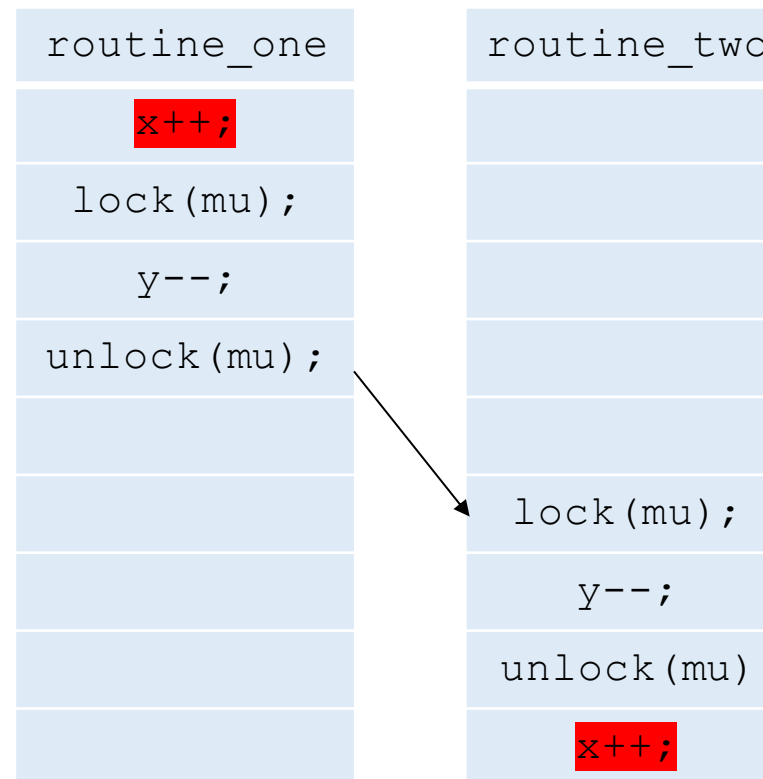 routine_one
routine_two
x++;
lock(mu);
y--;
unlock(mu);
lock(mu);
y--;
unlock(mu)
x++;